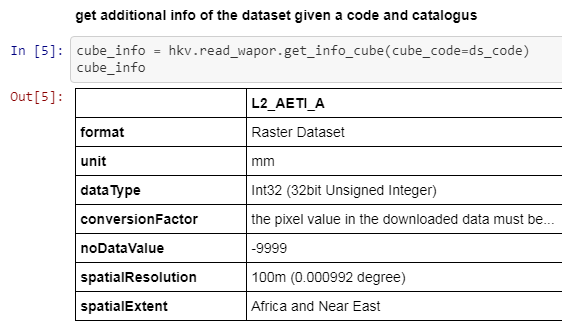 get additional info of the dataset given a code and catalogus
In [5]: cube_info = hkv.read_wapor.get_info_cube(cube_code=ds_code)
cube_info
Out[5]:
L2_AETI_A
format Raster Dataset
unit mm
dataType Int32 (32bit Unsigned Integer)
conversionFactor the pixel value in the downloaded data must be...
noDataValue -9999
spatialResolution 100m (0.000992 degree)
spatialExtent Africa and Near East